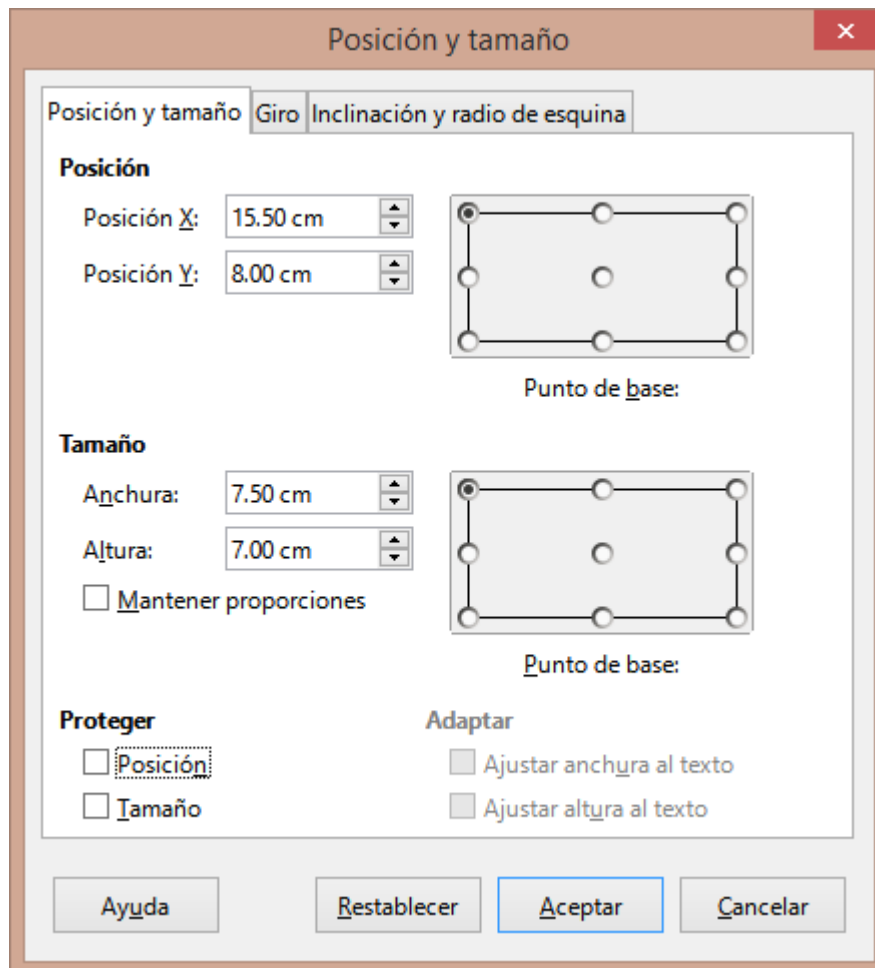 Posición y tamaño
Posición y tamaño Giro Inclinación y radio de esquina
Posición
Posición X: 15.50 cm
Posición Y: 8.00 cm
Punto de base:
Tamaño
Anchura: 7.50 cm
Altura: 7.00 cm
Mantener proporciones
Punto de base:
Proteger Adaptar
Posición Ajustar anchura al texto
Tamaño Ajustar altura al texto
Ayuda Restablecer Aceptar Cancelar